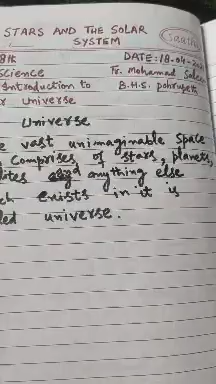 STARS AND THE SOLAR
SYSTEM
8th
DATE:18-04-
Science
Introduction to
B.H.S.
Universe
Universe
vast unimaginable space
comprises of stars, planets,
and anything else
exists in it is
universe.